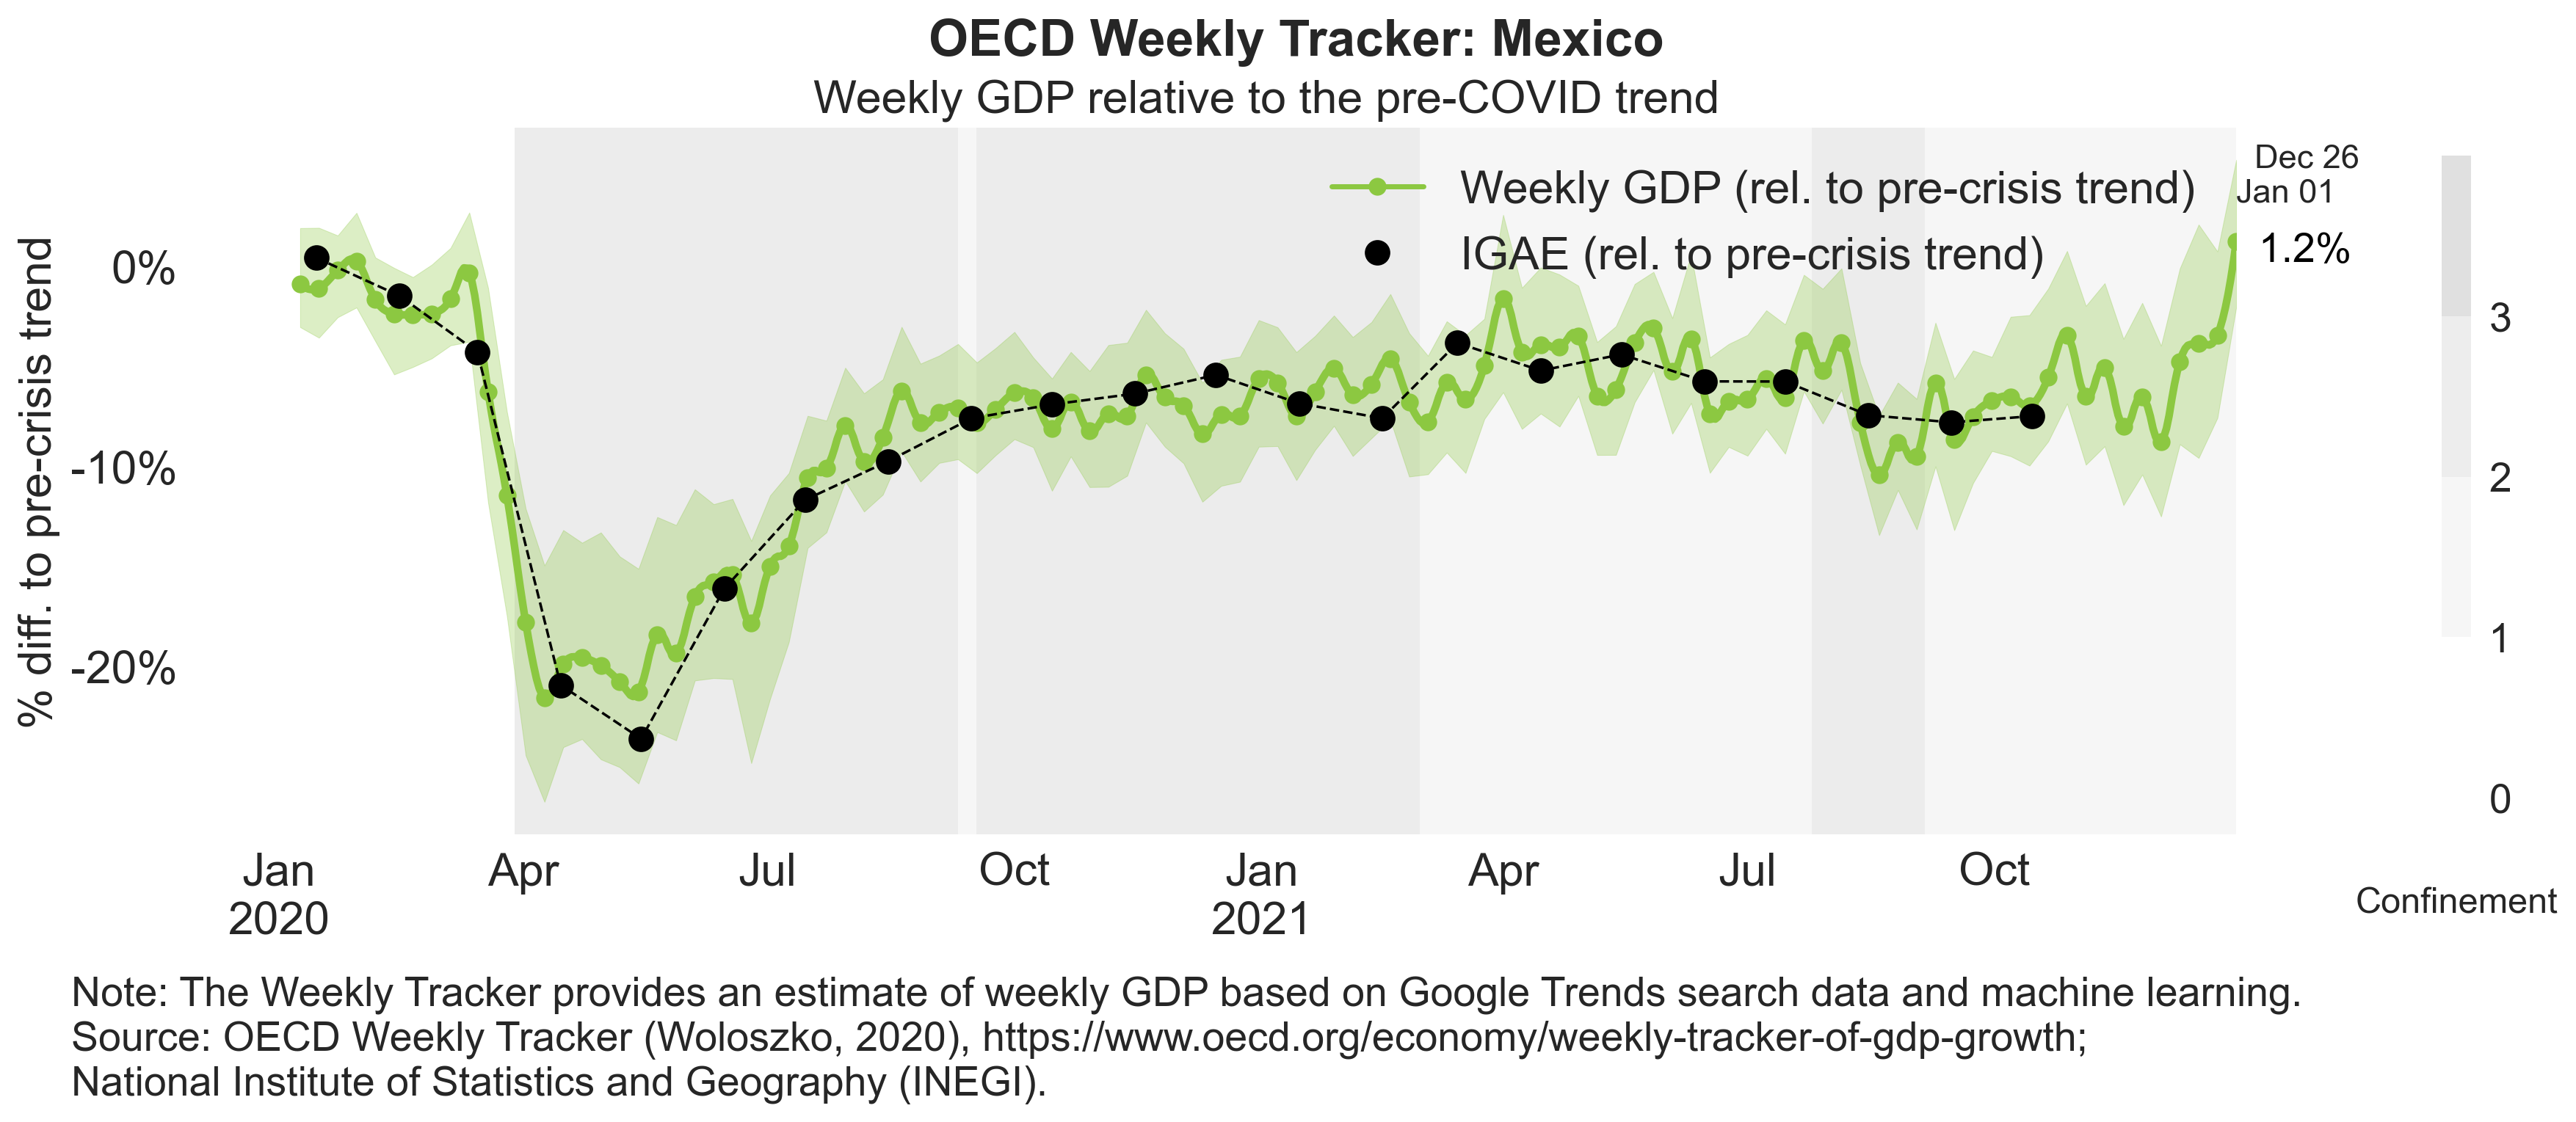 OECD Weekly Tracker: Mexico
Weekly GDP relative to the pre-COVID trend
% diff. to pre-crisis trend
0%
-10%
-20%
Weekly GDP (rel. to pre-crisis trend)
IGAE (rel. to pre-crisis trend)
Dec 26
Jan 01
1.2%
3
2
1
0
Confinement
Jan Apr Jul Oct Jan Apr Jul Oct
2020 2021
Note: The Weekly Tracker provides an estimate of weekly GDP based on Google Trends search data and machine learning.
Source: OECD Weekly Tracker (Woloszko, 2020), https://www.oecd.org/economy/weekly-tracker-of-gdp-growth;
National Institute of Statistics and Geography (INEGI).